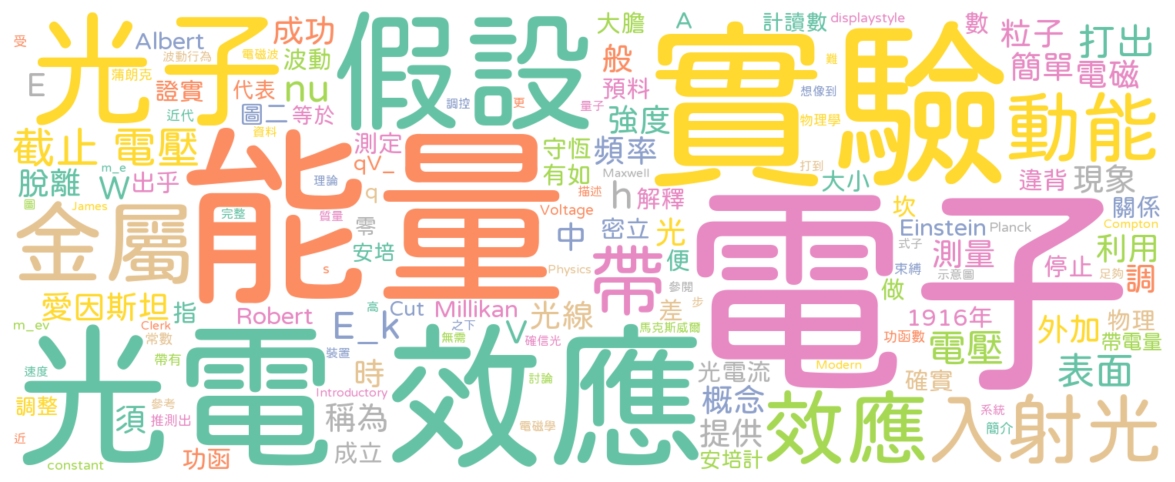 受
光子
Albert
電磁波
成功
波動行為
波動
蒲朗克
E
證實
代表
nu
近代
圖二
等於
資料
假設
調控
更
量子
大膽
A
計讀數
displaystyle
數
粒子
打出
般
預料
強度
實驗
難
想像到
物理學
打到
簡單
電磁
動能
截止
電壓
測定
守恆
頻率
m_e
qV_
有如
Maxwell
大小
違背
現象
脫離
W
出乎
理論
能量
描述
h
解釋
圖
James
完整
質量
q
Voltage
密立
坎
Einstein
Planck
關係
Compton
金屬
零
安培
中
帶
光
便
電子
式子
束縛
測量
示意圖
停止
利用
足夠
調
s
Physics
參閱
愛因斯坦
指
高
Cut
Millikan
光線
差
步
做
m_ev
Clerk
Robert
E_k
之下
V
馬克斯威爾
1916年
外加
物理
常數
裝置
無需
確信光
功函數
電壓
帶電量
帶有
光電
效應
討論
光電流
Modern
確實
表面
速度
時
Introductory
概念
調整
須
參考
推測出
稱為
電磁學
提供
效應
系統
入射光
近
功函
成立
安培計
簡介
constant